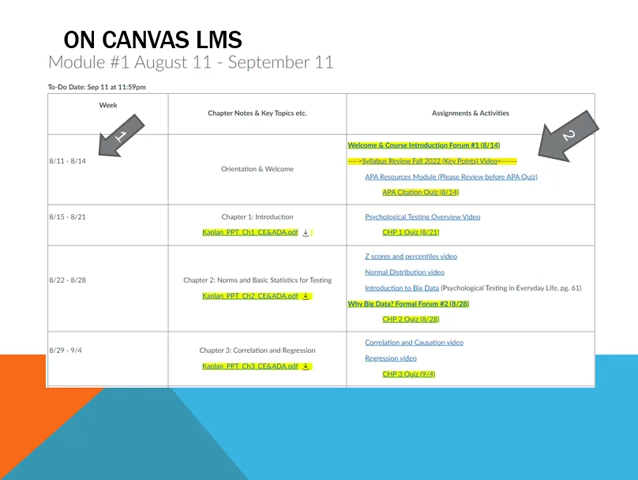 ON CANVAS LMS
Module #1 August 11 - September 11
To-Do Date: Sep 11 at 11:59pm
Week
Chapter Notes & Key Topics etc.
Assignments & Activities
1
2
8/11 - 8/14
Orientation & Welcome
Welcome & Course Introduction Forum #1 (8/14)
---->Syllabus Review Fall 2022 (Key Points) Video<------
APA Resources Module (Please Review before APA Quiz)
APA Citation Quiz (8/14)
8/15 - 8/21
Chapter 1: Introduction
Kaplan_PPT_Ch1_CE&ADA.pdf
Psychological Testing Overview Video
CHP 1 Quiz (8/21)
8/22 - 8/28
Chapter 2: Norms and Basic Statistics for Testing
Kaplan_PPT_Ch2_CE&ADA.pdf
Z scores and percentiles video
Normal Distribution video
Introduction to Big Data (Psychological Testing in Everyday Life, pg. 61)
Why Big Data? Formal Forum #2 (8/28)
CHP 2 Quiz (8/28)
8/29 - 9/4
Chapter 3: Correlation and Regression
Kaplan_PPT_Ch3_CE&ADA.pdf
Correlation and Causation video
Regression video
CHP 3 Quiz (9/4)